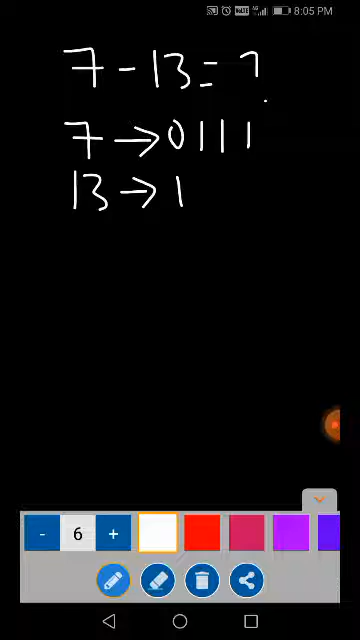 8:05 PM
7 - 13 = ?
7 → 0111
13 → 1
- 6 +